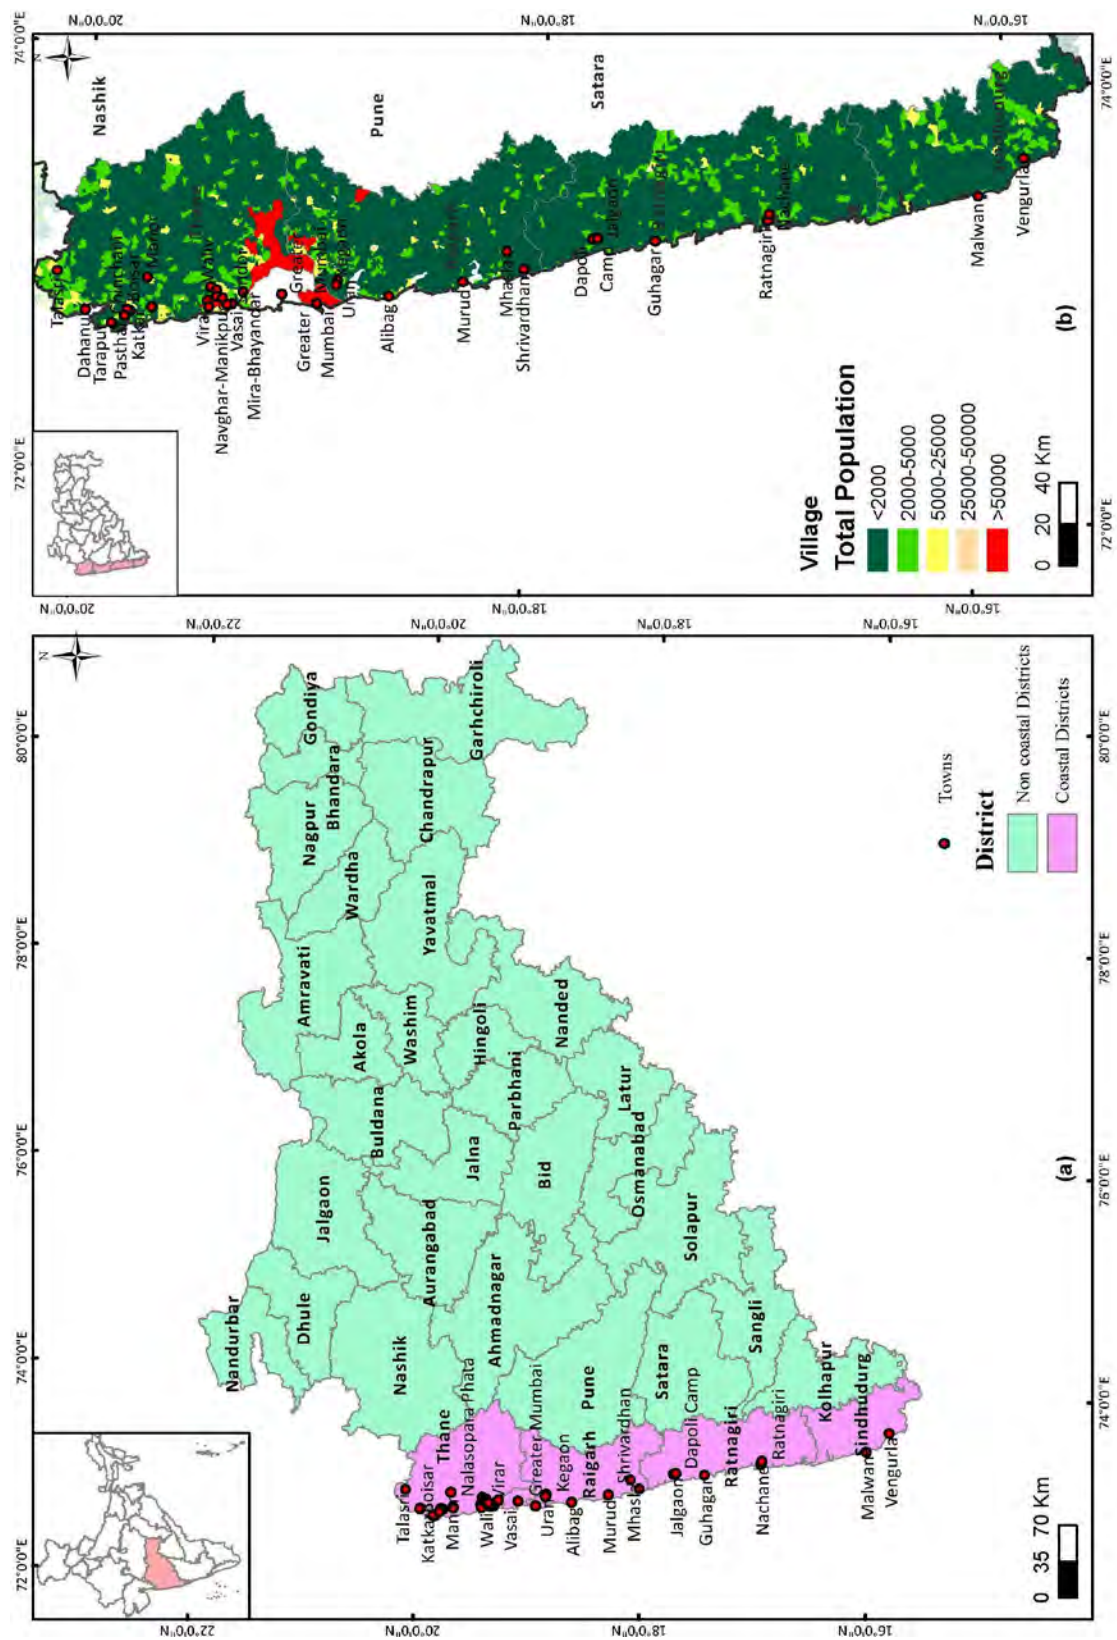 72°0'0"E
74°0'0"E
76°0'0"E
78°0'0"E
80°0'0"E
22°0'0"N
20°0'0"N
18°0'0"N
16°0'0"N
N
Nandurbar
Dhule
Jalgaon
Amravati
Nagpur
Gondiya
Bhandara
Wardha
Akola
Buldana
Nashik
Aurangabad
Washim
Yavatmal
Chandrapur
Garhchiroli
Talasri
Boisar
Katkar
Thane
Nalasopara Phata
Ahmadnagar
Jalna
Hingoli
Parbhani
Wali
Virar
Vasai
Greater Mumbai
Kegaon
Uran
Alibag
Raigarh
Pune
Bid
Nanded
Latur
Osmanabad
Murud
Shrivardhan
Mhasla
Satara
Solapur
Jalgaon
Dapoli Camp
Guhagar
Ratnagiri
Sangli
Nachane
Ratnagiri
Kolhapur
Malwan
Sindhudurg
Vengurla
Towns
District
Non coastal Districts
Coastal Districts
0 35 70 Km
(a)
72°0'0"E
74°0'0"E
20°0'0"N
18°0'0"N
16°0'0"N
N
Nashik
Talasri
Dahanu
Tarapur
Pasthal
Boisar
Katkar
Manor
Virar
Navghar-Manikpur
Vasai
Mira-Bhayandar
Greater
Mumbai
Greater
Mumbai
Kegaon
Uran
Pune
Alibag
Murud
Mhasla
Shrivardhan
Satara
Dapoli
Camp
Jalgaon
Guhagar
Ratnagiri
Nachane
Malwan
Vengurla
Village
Total Population
<2000
2000-5000
5000-25000
25000-50000
>50000
0 20 40 Km
(b)